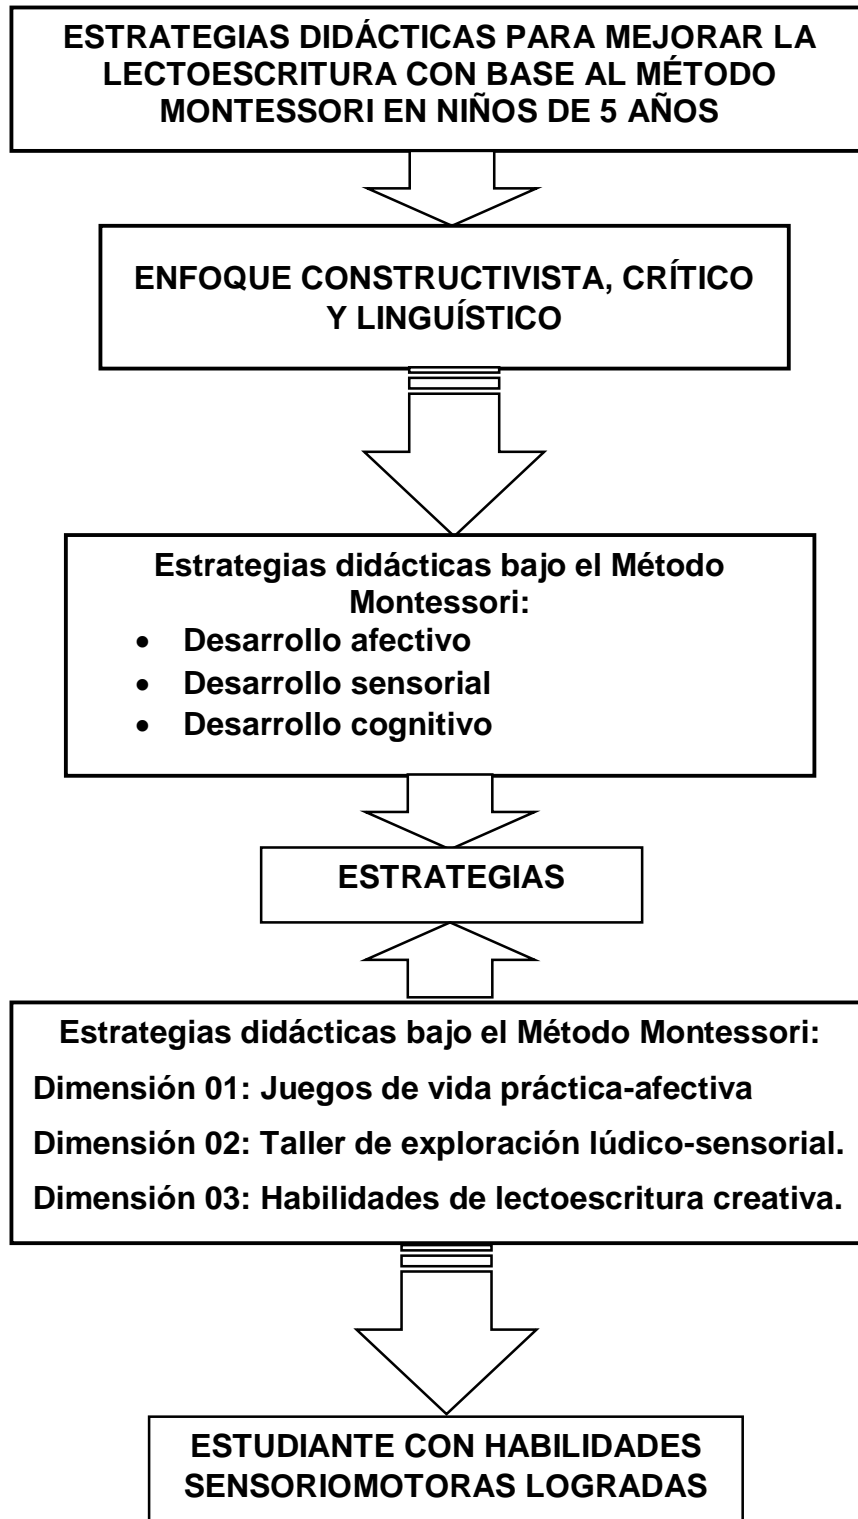 ESTRATEGIAS DIDÁCTICAS PARA MEJORAR LA
LECTOESCRITURA CON BASE AL MÉTODO
MONTESSORI EN NIÑOS DE 5 AÑOS
ENFOQUE CONSTRUCTIVISTA, CRÍTICO
Y LINGUÍSTICO
Estrategias didácticas bajo el Método
Montessori:
• Desarrollo afectivo
• Desarrollo sensorial
• Desarrollo cognitivo
ESTRATEGIAS
Estrategias didácticas bajo el Método Montessori:
Dimensión 01: Juegos de vida práctica-afectiva
Dimensión 02: Taller de exploración lúdico-sensorial.
Dimensión 03: Habilidades de lectoescritura creativa.
ESTUDIANTE CON HABILIDADES
SENSORIOMOTORAS LOGRADAS